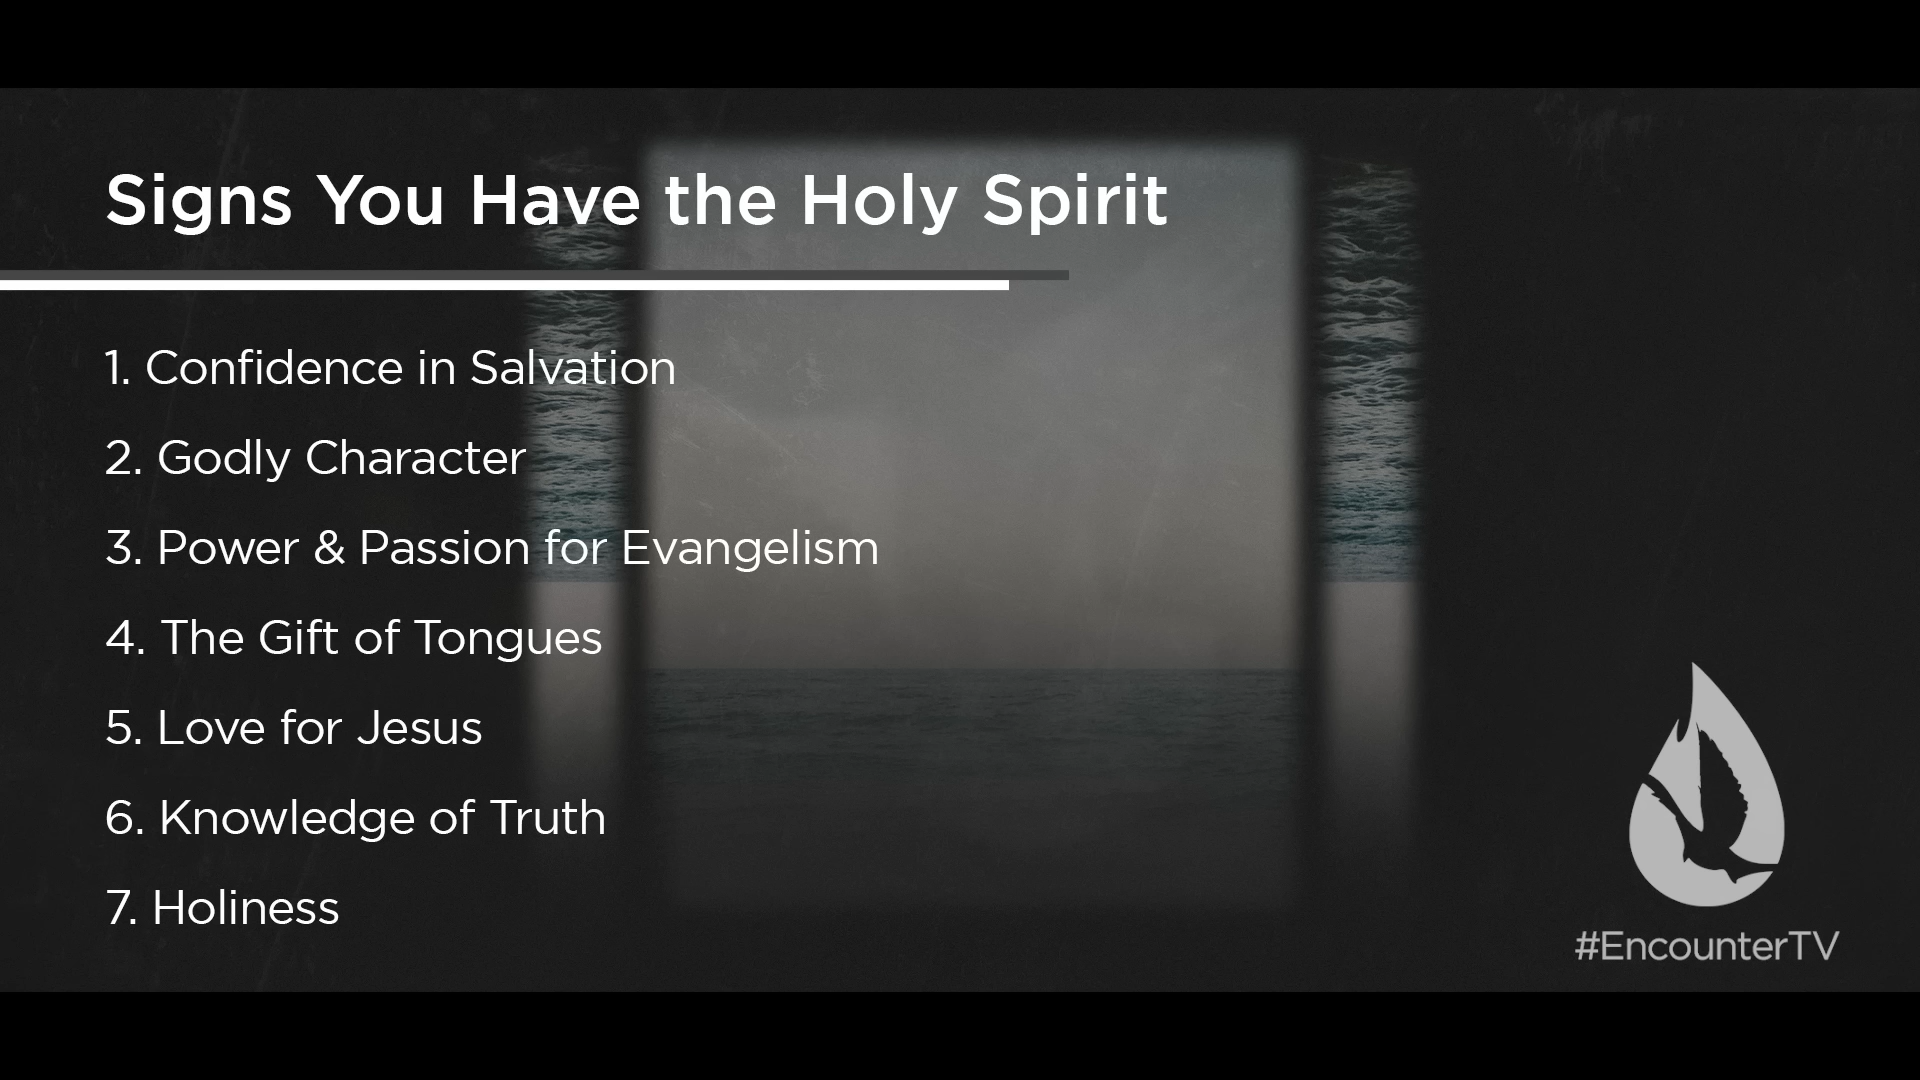 Signs You Have the Holy Spirit
1. Confidence in Salvation
2. Godly Character
3. Power & Passion for Evangelism
4. The Gift of Tongues
5. Love for Jesus
6. Knowledge of Truth
7. Holiness
#EncounterTV